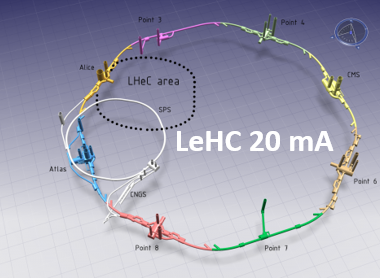 Point 3
Point 4
Alice
LHeC area
CMS
SPS
LeHC 20 mA
Atlas
Point 6
CNGS
Point 8
Point 7